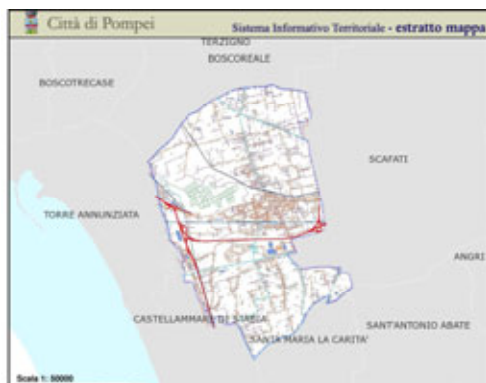 Città di Pompei
Sistema Informativo Territoriale - estratto mappa
TERZIGNO
BOSCOREALE
BOSCOTRECASE
SCAFATI
TORRE ANNUNZIATA
ANGRI
CASTELLAMMARE DI STABIA
SANT'ANTONIO ABATE
SANTA MARIA LA CARITA'
Scala 1: 50000